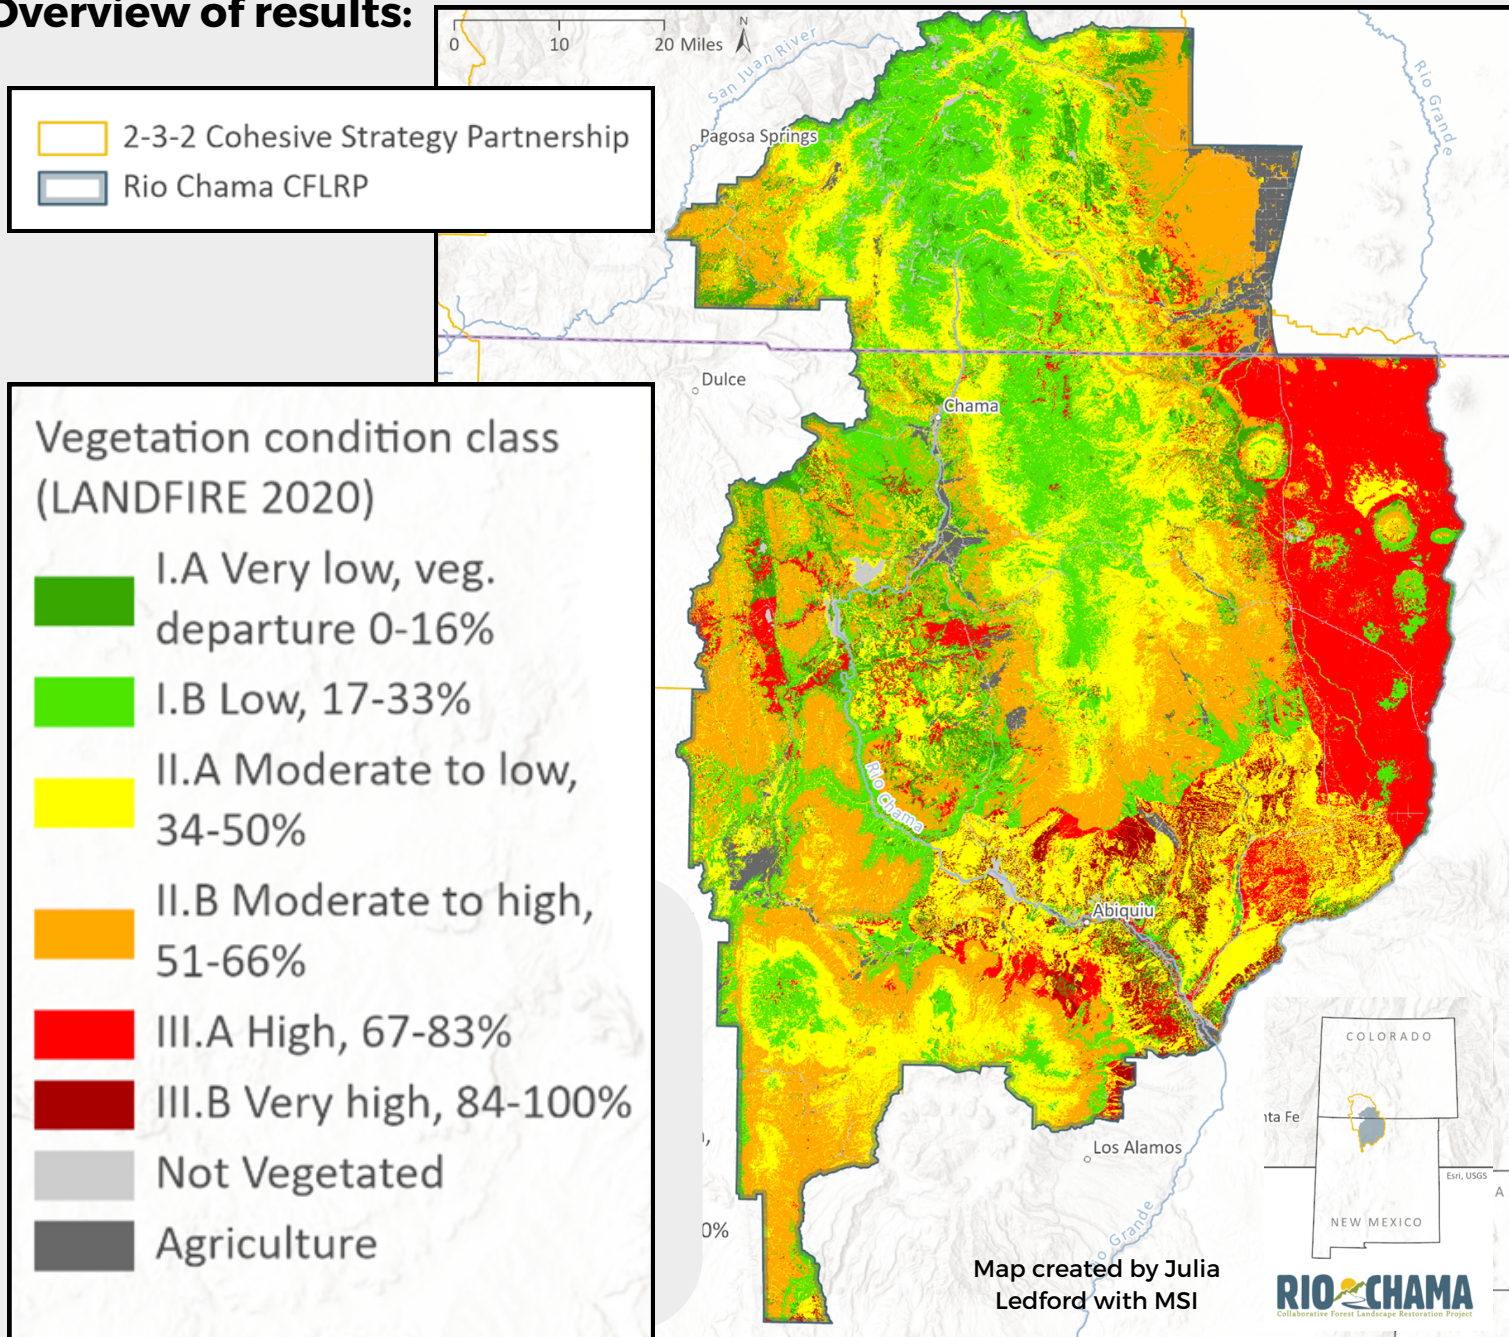 Overview of results:
0 10 20 Miles
N
San Juan River
Rio Grande
2-3-2 Cohesive Strategy Partnership
Rio Chama CFLRP
Pagosa Springs
Dulce
Chama
Vegetation condition class
(LANDFIRE 2020)
I.A Very low, veg.
departure 0-16%
I.B Low, 17-33%
II.A Moderate to low,
34-50%
II.B Moderate to high,
51-66%
III.A High, 67-83%
III.B Very high, 84-100%
Not Vegetated
Agriculture
Rio Chama
Abiquiu
Los Alamos
0%
o Grande
COLORADO
nta Fe
Esri, USGS
A
NEW MEXICO
Map created by Julia
Ledford with MSI
RIO CHAMA
Collaborative Forest Landscape Restoration Project